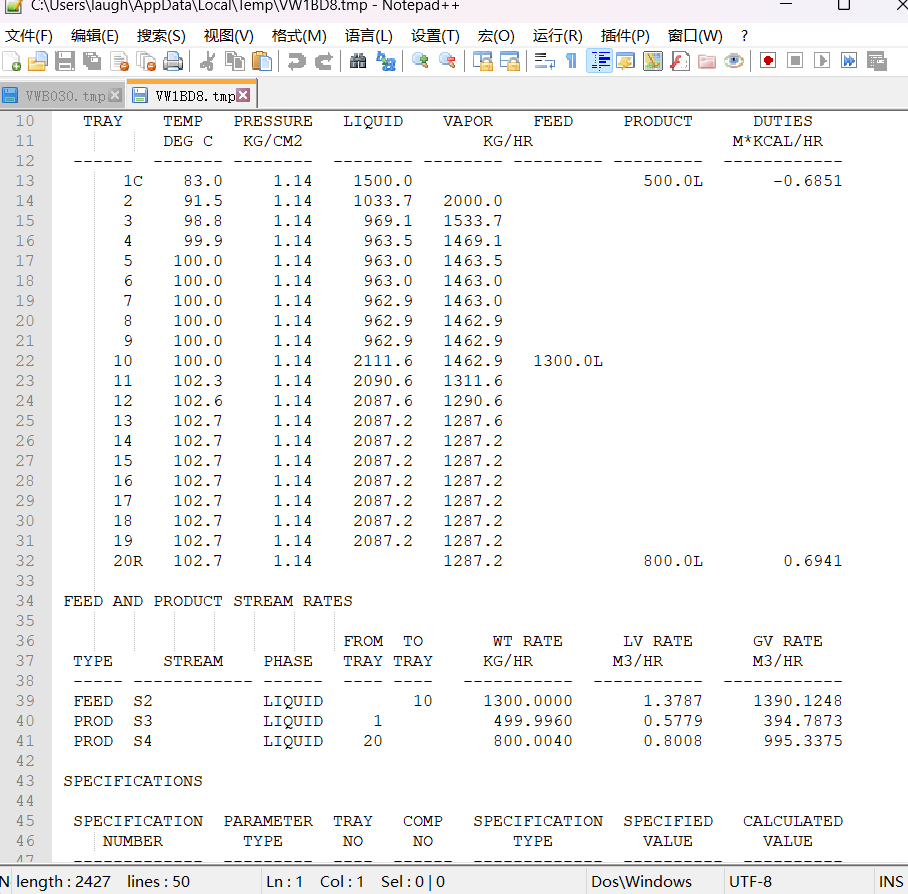 C:\Users\laugh\AppData\Local\Temp\VW1BD8.tmp - Notepad++
文件(F) 编辑(E) 搜索(S) 视图(V) 格式(M) 语言(L) 设置(T) 宏(O) 运行(R) 插件(P) 窗口(W) ?
VWB030.tmp VW1BD8.tmp
10 TRAY TEMP PRESSURE LIQUID VAPOR FEED PRODUCT DUTIES
11 DEG C KG/CM2 KG/HR M*KCAL/HR
12 ------ ----- -------- -------- -------- -------- --------- ------------
13 1C 83.0 1.14 1500.0 500.0L -0.6851
14 2 91.5 1.14 1033.7 2000.0
15 3 98.8 1.14 969.1 1533.7
16 4 99.9 1.14 963.5 1469.1
17 5 100.0 1.14 963.0 1463.5
18 6 100.0 1.14 963.0 1463.0
19 7 100.0 1.14 962.9 1463.0
20 8 100.0 1.14 962.9 1462.9
21 9 100.0 1.14 962.9 1462.9
22 10 100.0 1.14 2111.6 1462.9 1300.0L
23 11 102.3 1.14 2090.6 1311.6
24 12 102.6 1.14 2087.6 1290.6
25 13 102.7 1.14 2087.2 1287.6
26 14 102.7 1.14 2087.2 1287.2
27 15 102.7 1.14 2087.2 1287.2
28 16 102.7 1.14 2087.2 1287.2
29 17 102.7 1.14 2087.2 1287.2
30 18 102.7 1.14 2087.2 1287.2
31 19 102.7 1.14 2087.2 1287.2
32 20R 102.7 1.14 1287.2 800.0L 0.6941
33
34 FEED AND PRODUCT STREAM RATES
35
36 FROM TO WT RATE LV RATE GV RATE
37 TYPE STREAM PHASE TRAY TRAY KG/HR M3/HR M3/HR
38 ----- ------------ ------ ---- ---- ----------- ----------- ------------
39 FEED S2 LIQUID 10 1300.0000 1.3787 1390.1248
40 PROD S3 LIQUID 1 499.9960 0.5779 394.7873
41 PROD S4 LIQUID 20 800.0040 0.8008 995.3375
42
43 SPECIFICATIONS
44
45 SPECIFICATION PARAMETER TRAY COMP SPECIFICATION SPECIFIED CALCULATED
46 NUMBER TYPE NO NO TYPE VALUE VALUE
47 ------------- --------- ---- ------ ------------- ---------- ----------
N length : 2427 lines : 50 Ln : 1 Col : 1 Sel : 0 | 0 Dos\Windows UTF-8 INS